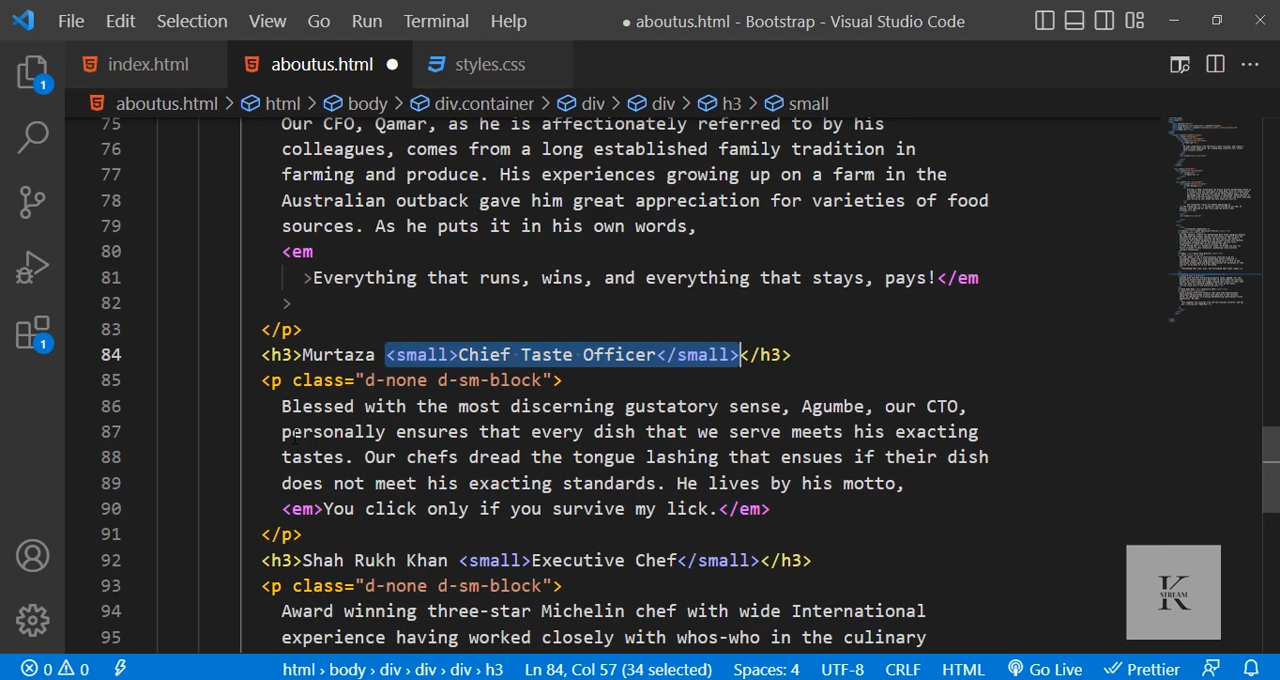 File Edit Selection View Go Run Terminal Help ● aboutus.html - Bootstrap - Visual Studio Code
index.html aboutus.html ● styles.css
aboutus.html > html > body > div.container > div > div > h3 > small
75 Our CFO, Qamar, as he is affectionately referred to by his
76 colleagues, comes from a long established family tradition in
77 farming and produce. His experiences growing up on a farm in the
78 Australian outback gave him great appreciation for varieties of food
79 sources. As he puts it in his own words,
80 <em
81 >Everything that runs, wins, and everything that stays, pays!</em
82 >
83 </p>
84 <h3>Murtaza <small>Chief Taste Officer</small></h3>
85 <p class="d-none d-sm-block">
86 Blessed with the most discerning gustatory sense, Agumbe, our CTO,
87 personally ensures that every dish that we serve meets his exacting
88 tastes. Our chefs dread the tongue lashing that ensues if their dish
89 does not meet his exacting standards. He lives by his motto,
90 <em>You click only if you survive my lick.</em>
91 </p>
92 <h3>Shah Rukh Khan <small>Executive Chef</small></h3>
93 <p class="d-none d-sm-block">
94 Award winning three-star Michelin chef with wide International
95 experience having worked closely with whos-who in the culinary
1
1
K
STREAM
0 0 html › body › div › div › div › h3 Ln 84, Col 57 (34 selected) Spaces: 4 UTF-8 CRLF HTML Go Live Prettier